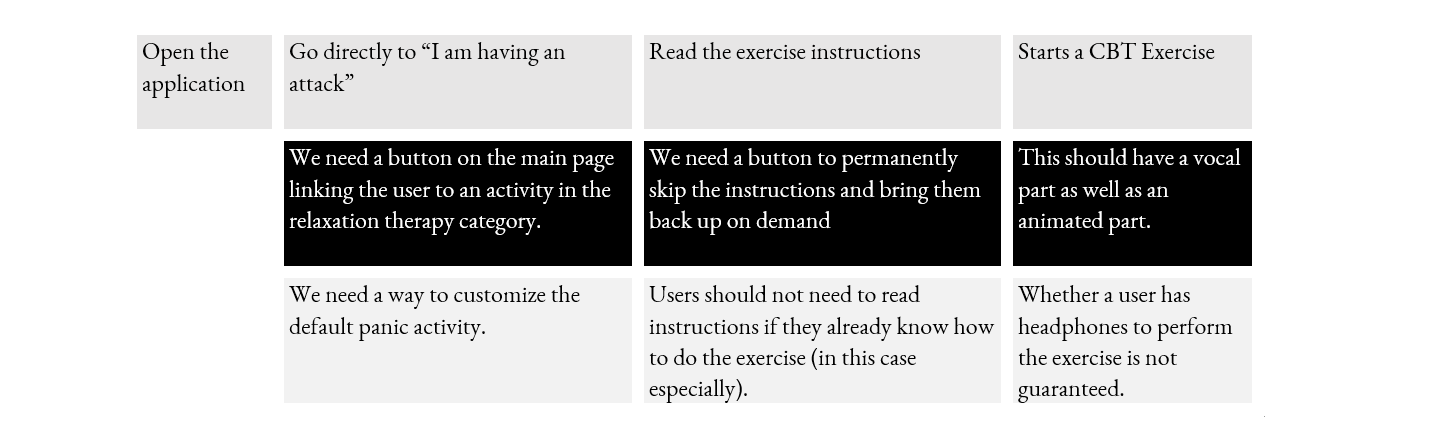 Open the
application
Go directly to “I am having an
attack”
Read the exercise instructions
Starts a CBT Exercise
We need a button on the main page
linking the user to an activity in the
relaxation therapy category.
We need a button to permanently
skip the instructions and bring them
back up on demand
This should have a vocal
part as well as an
animated part.
We need a way to customize the
default panic activity.
Users should not need to read
instructions if they already know how
to do the exercise (in this case
especially).
Whether a user has
headphones to perform
the exercise is not
guaranteed.